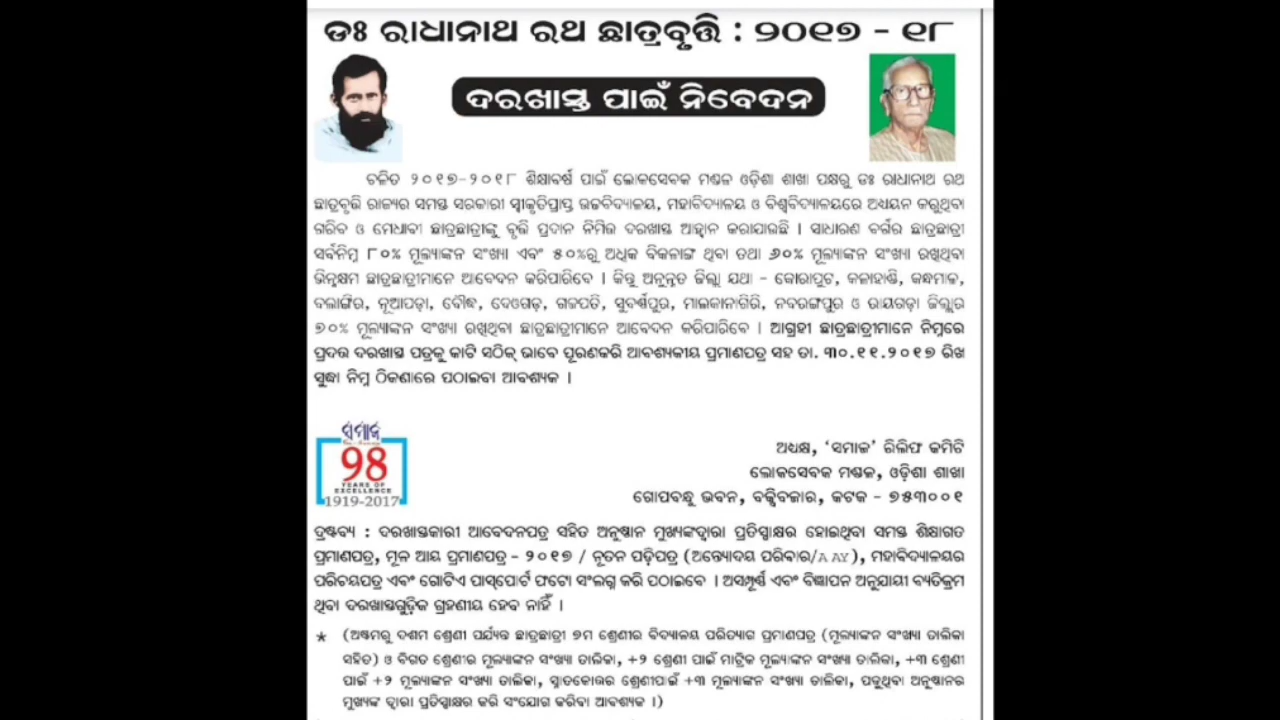 ଡଃ ରାଧାନାଥ ରଥ ଛାତ୍ରବୃତ୍ତି : ୨୦୧୭ - ୧୮
ଦରଖାସ୍ତ ପାଇଁ ନିବେଦନ
ଚଳିତ ୨୦୧୭-୨୦୧୮ ଶିକ୍ଷାବର୍ଷ ପାଇଁ ଲୋକସେବକ ମଣ୍ଡଳ ଓଡ଼ିଶା ଶାଖା ପକ୍ଷରୁ ଡଃ ରାଧାନାଥ ରଥ
ଛାତ୍ରବୃତ୍ତି ରାଜ୍ୟର ସମସ୍ତ ସରକାରୀ ସ୍ୱୀକୃତିପ୍ରାପ୍ତ ଉଚ୍ଚବିଦ୍ୟାଳୟ, ମହାବିଦ୍ୟାଳୟ ଓ ବିଶ୍ୱବିଦ୍ୟାଳୟରେ ଅଧ୍ୟୟନ କରୁଥିବା
ଗରିବ ଓ ମେଧାବୀ ଛାତ୍ରଛାତ୍ରୀଙ୍କୁ ବୃତ୍ତି ପ୍ରଦାନ ନିମିତ୍ତ ଦରଖାସ୍ତ ଆହ୍ୱାନ କରାଯାଉଛି । ସାଧାରଣ ବର୍ଗର ଛାତ୍ରଛାତ୍ରୀ
ସର୍ବନିମ୍ନ ୮୦% ମୂଲ୍ୟାଙ୍କନ ସଂଖ୍ୟା ଏବଂ ୫୦%ରୁ ଅଧିକ ବିକଳାଙ୍ଗ ଥିବା ତଥା ୬୦% ମୂଲ୍ୟାଙ୍କନ ସଂଖ୍ୟା ରଖିଥିବା
ଭିନ୍ନକ୍ଷମ ଛାତ୍ରଛାତ୍ରୀମାନେ ଆବେଦନ କରିପାରିବେ । କିନ୍ତୁ ଅନୁନ୍ନତ ଜିଲ୍ଲା ଯଥା - କୋରାପୁଟ, କଳାହାଣ୍ଡି, କନ୍ଧମାଳ,
ବଲାଙ୍ଗିର, ନୂଆପଡ଼ା, ବୌଦ୍ଧ, ଦେଓଗଡ଼, ଗଜପତି, ସୁବର୍ଣ୍ଣପୁର, ମାଲକାନାଗିରି, ନବରଙ୍ଗପୁର ଓ ରାୟଗଡ଼ା ଜିଲ୍ଲାର
୭୦% ମୂଲ୍ୟାଙ୍କନ ସଂଖ୍ୟା ରଖିଥିବା ଛାତ୍ରଛାତ୍ରୀମାନେ ଆବେଦନ କରିପାରିବେ । ଆଗ୍ରହୀ ଛାତ୍ରଛାତ୍ରୀମାନେ ନିମ୍ନରେ
ପ୍ରଦତ୍ତ ଦରଖାସ୍ତ ପତ୍ରକୁ କାଟି ସଠିକ୍ ଭାବେ ପୂରଣକରି ଆବଶ୍ୟକୀୟ ପ୍ରମାଣପତ୍ର ସହ ତା. ୩୦.୧୧.୨୦୧୭ ରିଖ
ସୁଦ୍ଧା ନିମ୍ନ ଠିକଣାରେ ପଠାଇବା ଆବଶ୍ୟକ ।
ସମାଜ
98
YEARS OF
EXCELLENCE
1919-2017
ଅଧ୍ୟକ୍ଷ, ‘ସମାଜ’ ରିଲିଫ କମିଟି
ଲୋକସେବକ ମଣ୍ଡଳ, ଓଡ଼ିଶା ଶାଖା
ଗୋପବନ୍ଧୁ ଭବନ, ବକ୍ସିବଜାର, କଟକ - ୭୫୩୦୦୧
ଦ୍ରଷ୍ଟବ୍ୟ : ଦରଖାସ୍ତକାରୀ ଆବେଦନପତ୍ର ସହିତ ଅନୁଷ୍ଠାନ ମୁଖ୍ୟଙ୍କଦ୍ୱାରା ପ୍ରତିସ୍ୱାକ୍ଷର ହୋଇଥିବା ସମସ୍ତ ଶିକ୍ଷାଗତ
ପ୍ରମାଣପତ୍ର, ମୂଳ ଆୟ ପ୍ରମାଣପତ୍ର - ୨୦୧୭ / ନୂତନ ପଢ଼ିପତ୍ର (ଅନ୍ତ୍ୟୋଦୟ ପରିବାର/AAY), ମହାବିଦ୍ୟାଳୟର
ପରିଚୟପତ୍ର ଏବଂ ଗୋଟିଏ ପାସ୍‌ପୋର୍ଟ ଫଟୋ ସଂଲଗ୍ନ କରି ପଠାଇବେ । ଅସମ୍ପୂର୍ଣ୍ଣ ଏବଂ ବିଜ୍ଞାପନ ଅନୁଯାୟୀ ବ୍ୟତିକ୍ରମ
ଥିବା ଦରଖାସ୍ତଗୁଡ଼ିକ ଗ୍ରହଣୀୟ ହେବ ନାହିଁ ।
* (ଅଷ୍ଟମରୁ ଦଶମ ଶ୍ରେଣୀ ପର୍ଯ୍ୟନ୍ତ ଛାତ୍ରଛାତ୍ରୀ ୭ମ ଶ୍ରେଣୀର ବିଦ୍ୟାଳୟ ପରିତ୍ୟାଗ ପ୍ରମାଣପତ୍ର (ମୂଲ୍ୟାଙ୍କନ ସଂଖ୍ୟା ତାଲିକା
ସହିତ) ଓ ବିଗତ ଶ୍ରେଣୀର ମୂଲ୍ୟାଙ୍କନ ସଂଖ୍ୟା ତାଲିକା, +୨ ଶ୍ରେଣୀ ପାଇଁ ମାଟ୍ରିକ ମୂଲ୍ୟାଙ୍କନ ସଂଖ୍ୟା ତାଲିକା, +୩ ଶ୍ରେଣୀ
ପାଇଁ +୨ ମୂଲ୍ୟାଙ୍କନ ସଂଖ୍ୟା ତାଲିକା, ସ୍ନାତକୋତ୍ତର ଶ୍ରେଣୀପାଇଁ +୩ ମୂଲ୍ୟାଙ୍କନ ସଂଖ୍ୟା ତାଲିକା, ପଢୁଥିବା ଅନୁଷ୍ଠାନର
ମୁଖ୍ୟଙ୍କ ଦ୍ୱାରା ପ୍ରତିସ୍ୱାକ୍ଷର କରି ସଂଯୋଗ କରିବା ଆବଶ୍ୟକ ।)